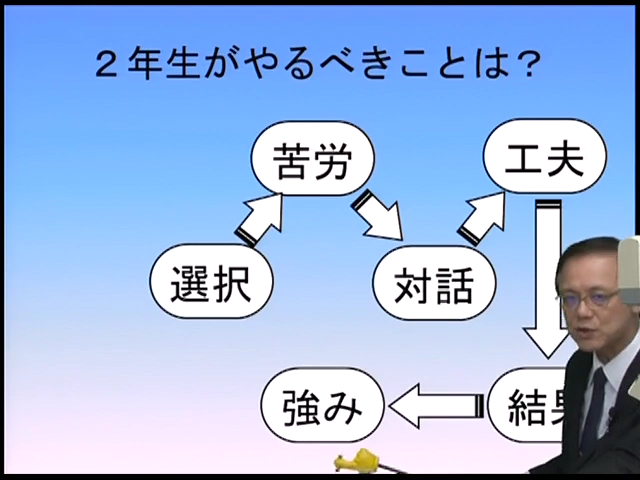 ２年生がやるべきことは？
苦労
工夫
選択
対話
強み
結果